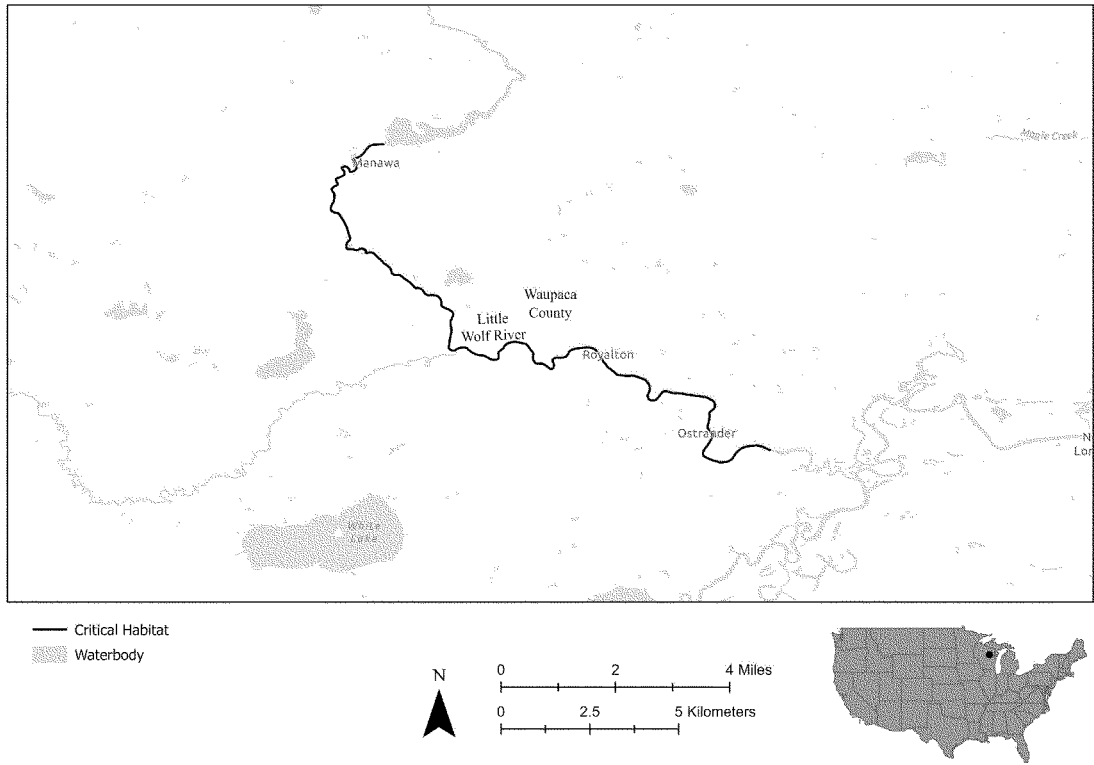 Maple Creek
Manawa
Waupaca
County
Little
Wolf River
Royalton
Ostrander
N
Lon
White
Lake
Critical Habitat
Waterbody
N
0 2 4 Miles
0 2.5 5 Kilometers